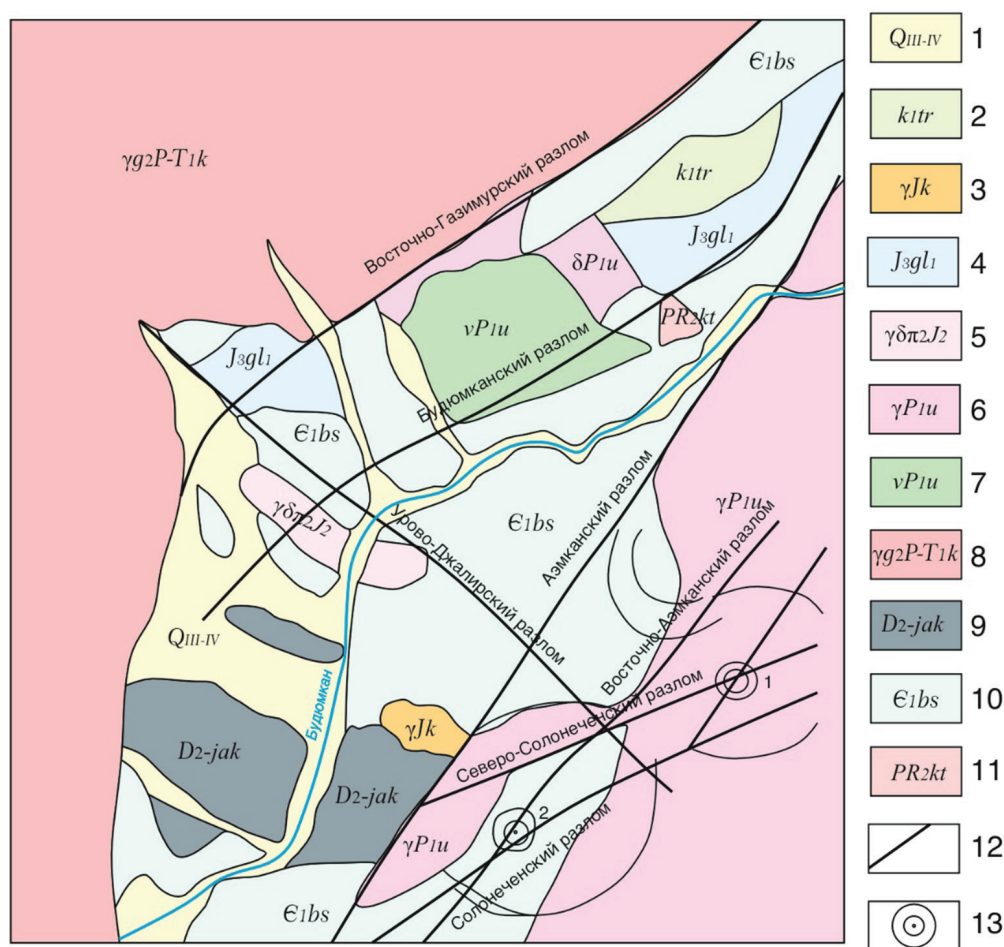 Є1bs
γg2P-T1k
Восточно-Газимурский разлом
k1tr
J3gl1
δP1u
νP1u
PR2kt
J3gl1
Будюмканский разлом
Є1bs
γδπ2J2
Є1bs
Урово-Джалирский разлом
Аэмканский разлом
γP1u
Восточно-Аэмканский разлом
QIII-IV
Будюмкан
1
Северо-Солонеченский разлом
γJk
D2-jak
D2-jak
2
γP1u
Солонеченский разлом
Є1bs
QIII-IV 1
k1tr 2
γJk 3
J3gl1 4
γδπ2J2 5
γP1u 6
νP1u 7
γg2P-T1k 8
D2-jak 9
Є1bs 10
PR2kt 11
12
13